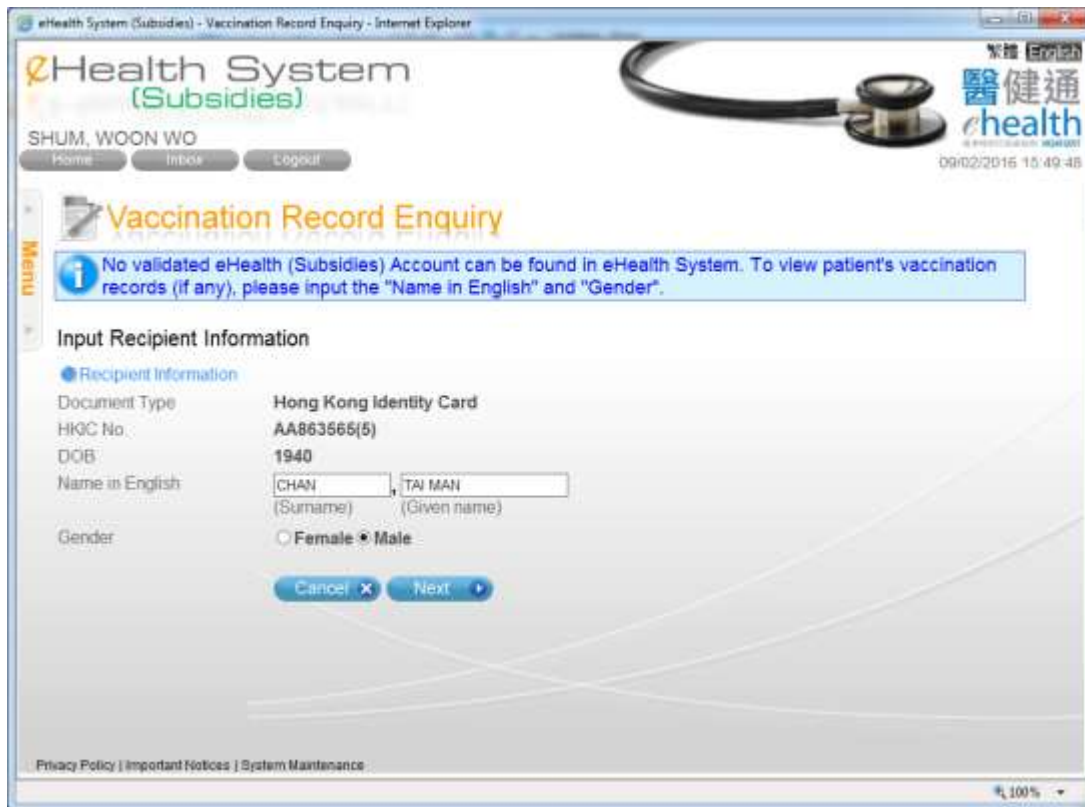 eHealth System (Subsidies) - Vaccination Record Enquiry - Internet Explorer
繁體 English
eHealth System
(Subsidies)
醫健通
ehealth
SHUM, WOON WO
Home Inbox Logout
09/02/2016 15:49:48
Vaccination Record Enquiry
Menu
No validated eHealth (Subsidies) Account can be found in eHealth System. To view patient's vaccination
records (if any), please input the "Name in English" and "Gender".
Input Recipient Information
Recipient Information
Document Type Hong Kong Identity Card
HKIC No. AA863565(5)
DOB 1940
Name in English CHAN , TAI MAN
(Surname) (Given name)
Gender Female Male
Cancel Next
Privacy Policy | Important Notices | System Maintenance
100%